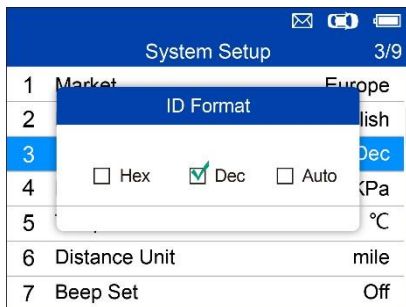 System Setup 3/9
1 Market Europe
ID Format
2
3 Dec
Hex Dec Auto
4 KPa
5 ℃
6 Distance Unit mile
7 Beep Set Off